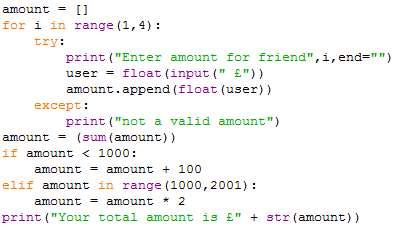 amount = []
for i in range(1,4):
    try:
        print("Enter amount for friend",i,end="")
        user = float(input(" £"))
        amount.append(float(user))
    except:
        print("not a valid amount")
amount = (sum(amount))
if amount < 1000:
    amount = amount + 100
elif amount in range(1000,2001):
    amount = amount * 2
print("Your total amount is £" + str(amount))